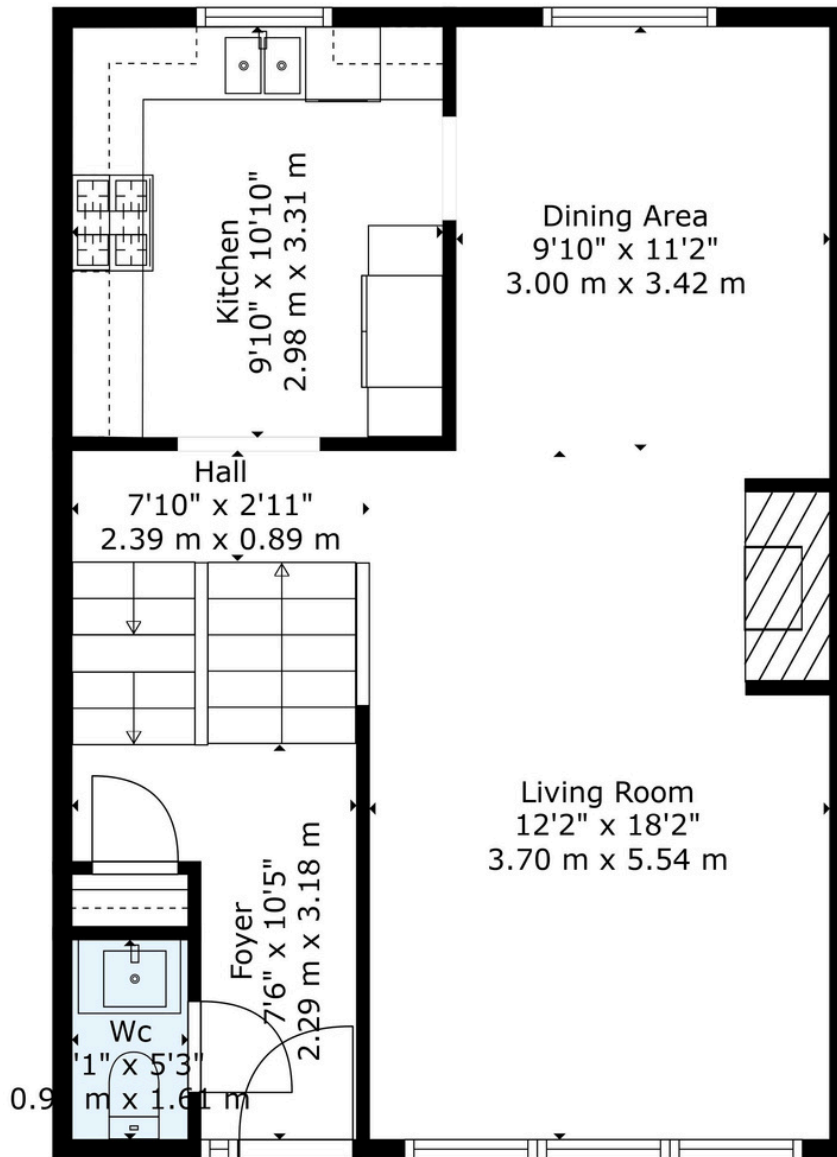 Kitchen
9'10" x 10'10"
2.98 m x 3.31 m
Dining Area
9'10" x 11'2"
3.00 m x 3.42 m
Hall
7'10" x 2'11"
2.39 m x 0.89 m
Living Room
12'2" x 18'2"
3.70 m x 5.54 m
Foyer
7'6" x 10'5"
2.29 m x 3.18 m
Wc
x 5'3"
m x 1.61 m